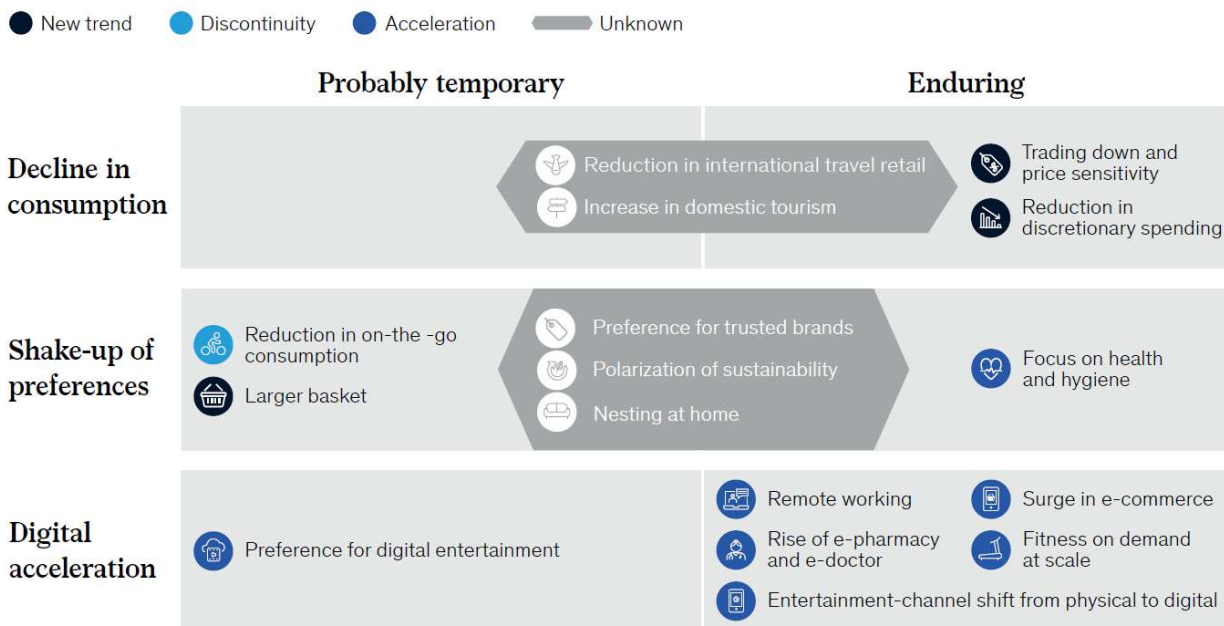 New trend
Discontinuity
Acceleration
Unknown
Probably temporary
Enduring
Decline in
consumption
Reduction in international travel retail
Increase in domestic tourism
Trading down and
price sensitivity
Reduction in
discretionary spending
Shake-up of
preferences
Reduction in on-the -go
consumption
Larger basket
Preference for trusted brands
Polarization of sustainability
Nesting at home
Focus on health
and hygiene
Digital
acceleration
Preference for digital entertainment
Remote working
Surge in e-commerce
Rise of e-pharmacy
and e-doctor
Fitness on demand
at scale
Entertainment-channel shift from physical to digital